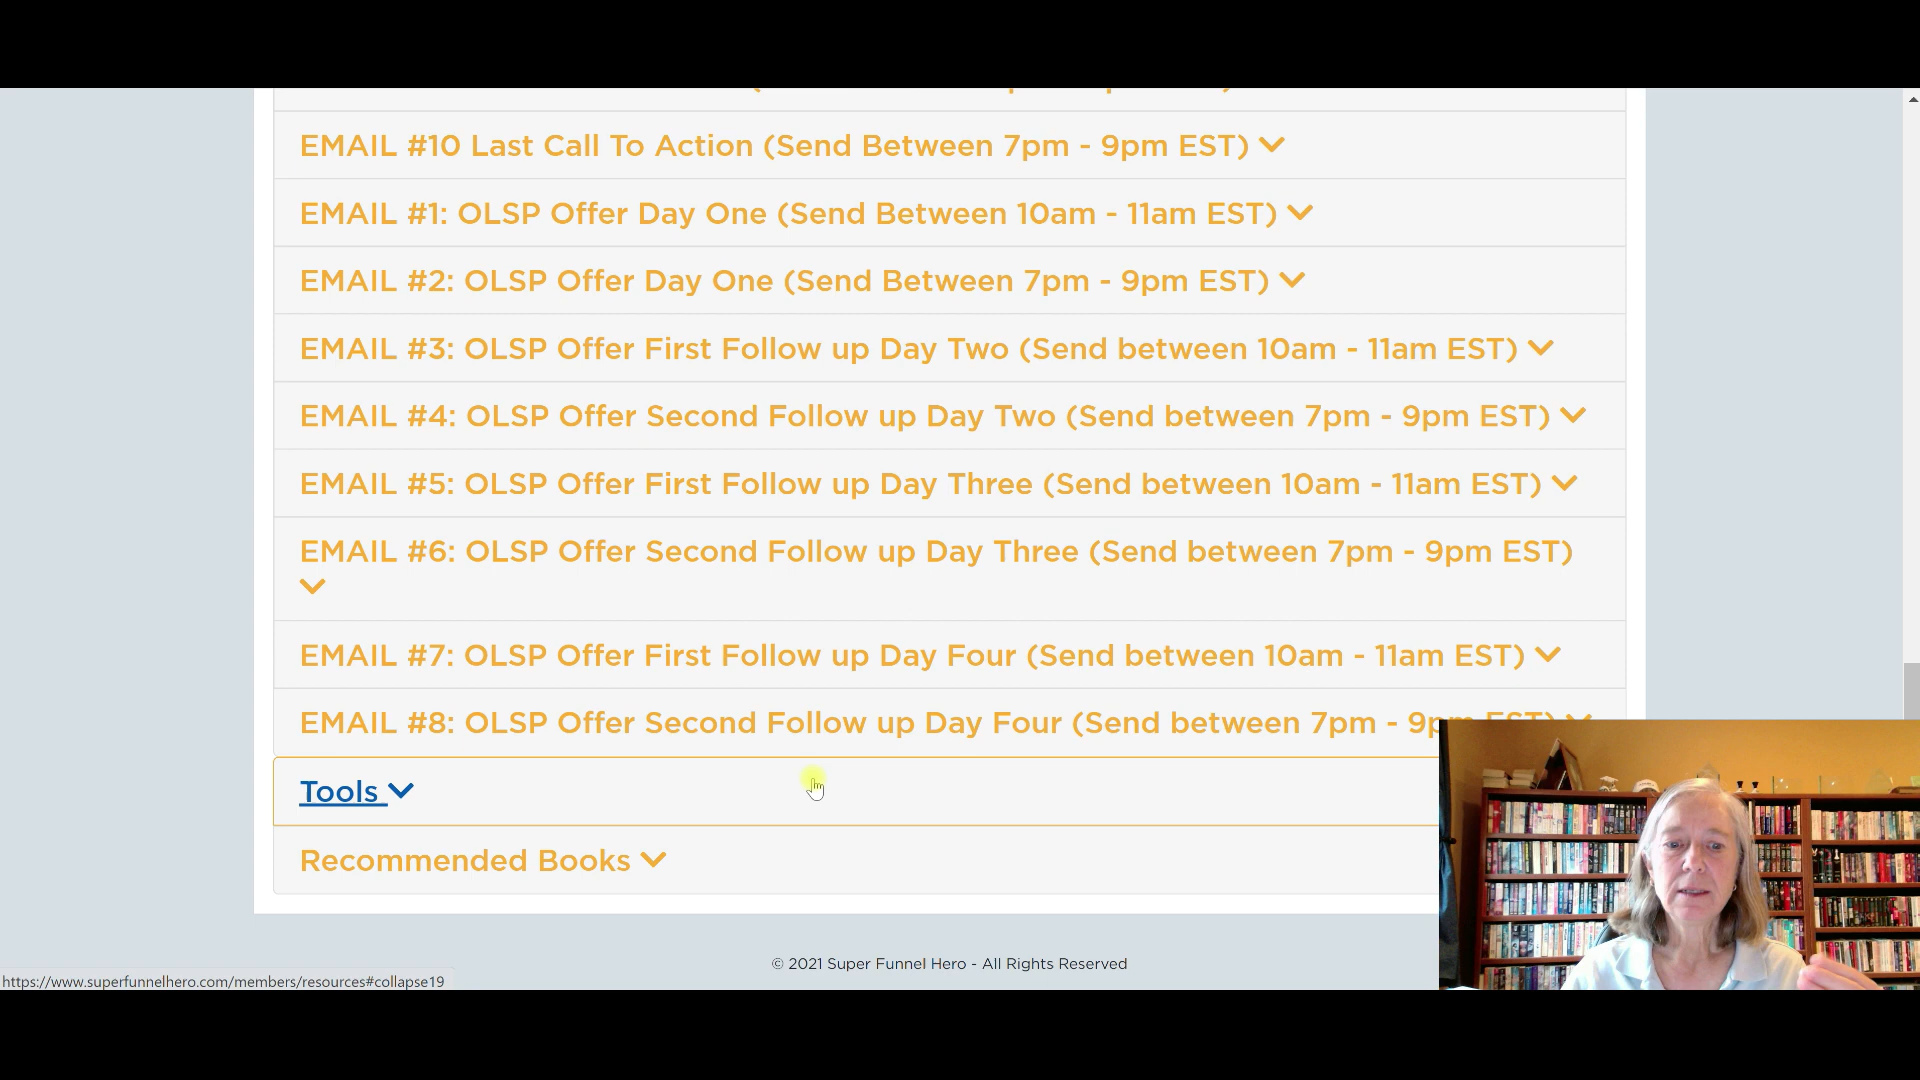 EMAIL #10 Last Call To Action (Send Between 7pm - 9pm EST)
EMAIL #1: OLSP Offer Day One (Send Between 10am - 11am EST)
EMAIL #2: OLSP Offer Day One (Send Between 7pm - 9pm EST)
EMAIL #3: OLSP Offer First Follow up Day Two (Send between 10am - 11am EST)
EMAIL #4: OLSP Offer Second Follow up Day Two (Send between 7pm - 9pm EST)
EMAIL #5: OLSP Offer First Follow up Day Three (Send between 10am - 11am EST)
EMAIL #6: OLSP Offer Second Follow up Day Three (Send between 7pm - 9pm EST)
EMAIL #7: OLSP Offer First Follow up Day Four (Send between 10am - 11am EST)
EMAIL #8: OLSP Offer Second Follow up Day Four (Send between 7pm - 9pm EST)
Tools
Recommended Books
© 2021 Super Funnel Hero - All Rights Reserved
https://www.superfunnelhero.com/members/resources#collapse19